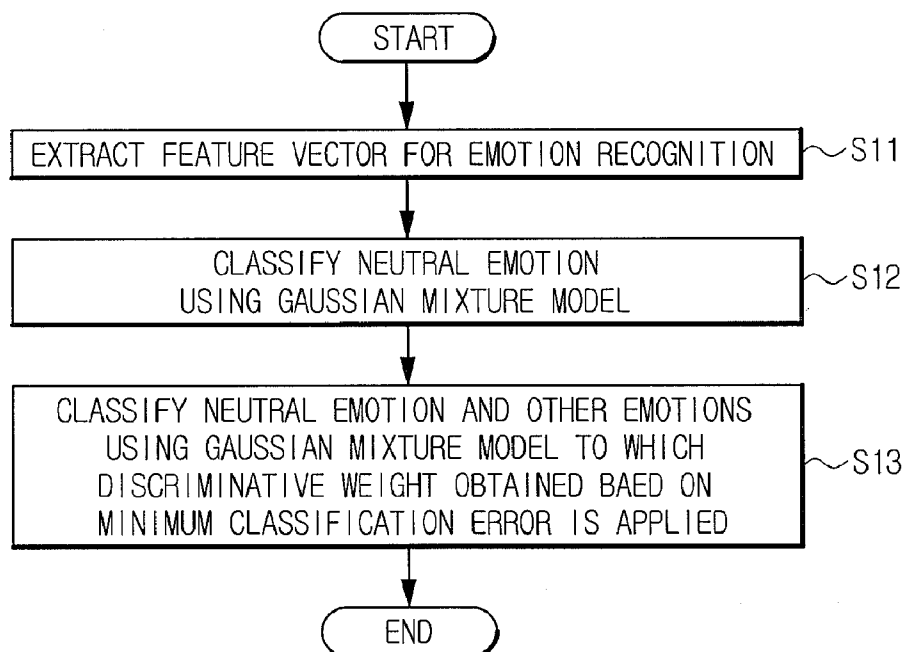 START
EXTRACT FEATURE VECTOR FOR EMOTION RECOGNITION
S11
CLASSIFY NEUTRAL EMOTION
USING GAUSSIAN MIXTURE MODEL
S12
CLASSIFY NEUTRAL EMOTION AND OTHER EMOTIONS
USING GAUSSIAN MIXTURE MODEL TO WHICH
DISCRIMINATIVE WEIGHT OBTAINED BAED ON
MINIMUM CLASSIFICATION ERROR IS APPLIED
S13
END